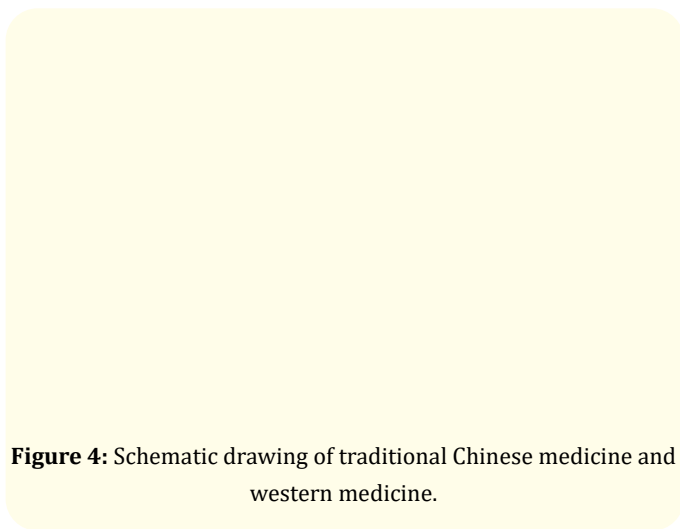 Figure 4: Schematic drawing of traditional Chinese medicine and
western medicine.